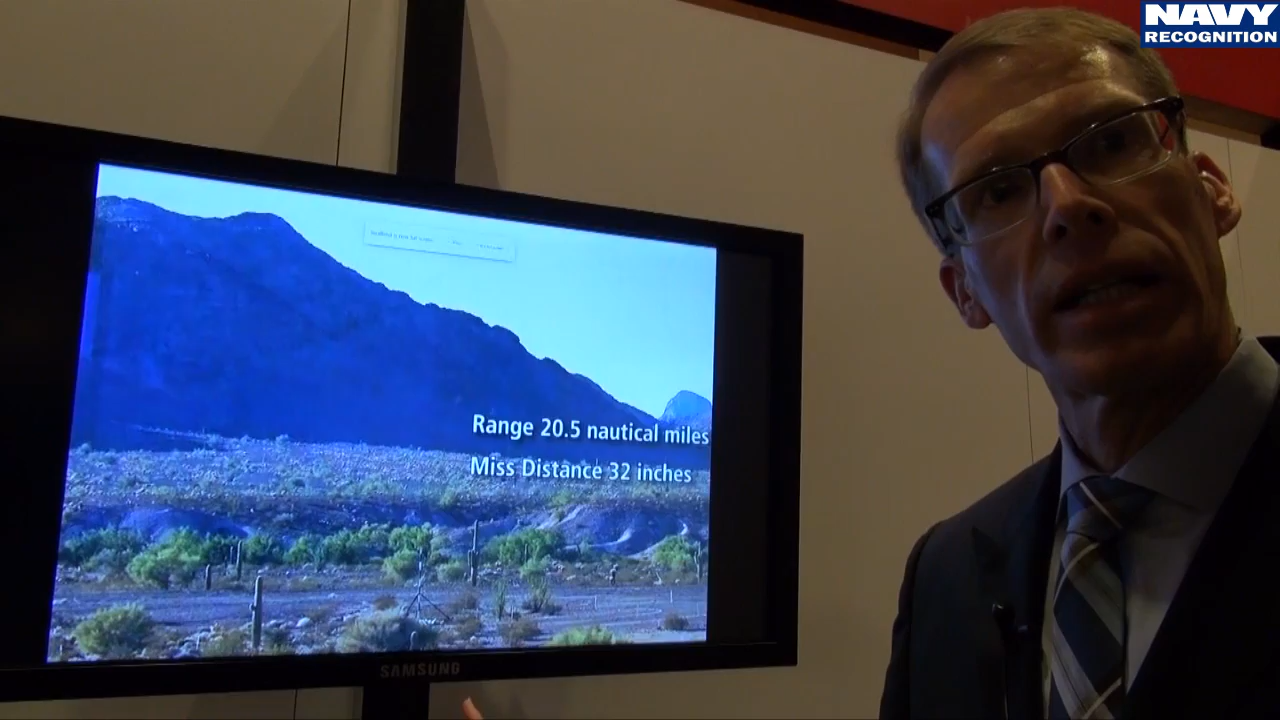 NAVY
RECOGNITION
Range 20.5 nautical miles
Miss Distance 32 inches
SAMSUNG